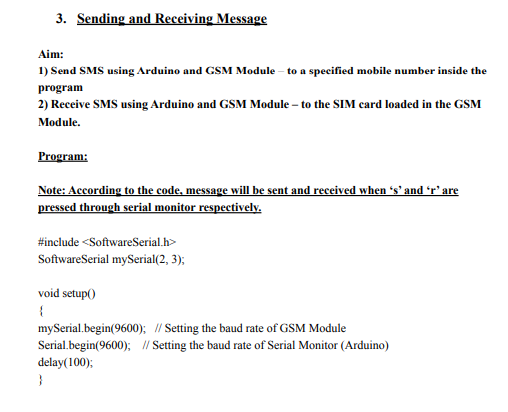 3. Sending and Receiving Message
Aim:
1) Send SMS using Arduino and GSM Module – to a specified mobile number inside the
program
2) Receive SMS using Arduino and GSM Module – to the SIM card loaded in the GSM
Module.
Program:
Note: According to the code, message will be sent and received when ‘s’ and ‘r’ are
pressed through serial monitor respectively.
#include <SoftwareSerial.h>
SoftwareSerial mySerial(2, 3);
void setup()
{
mySerial.begin(9600); // Setting the baud rate of GSM Module
Serial.begin(9600); // Setting the baud rate of Serial Monitor (Arduino)
delay(100);
}